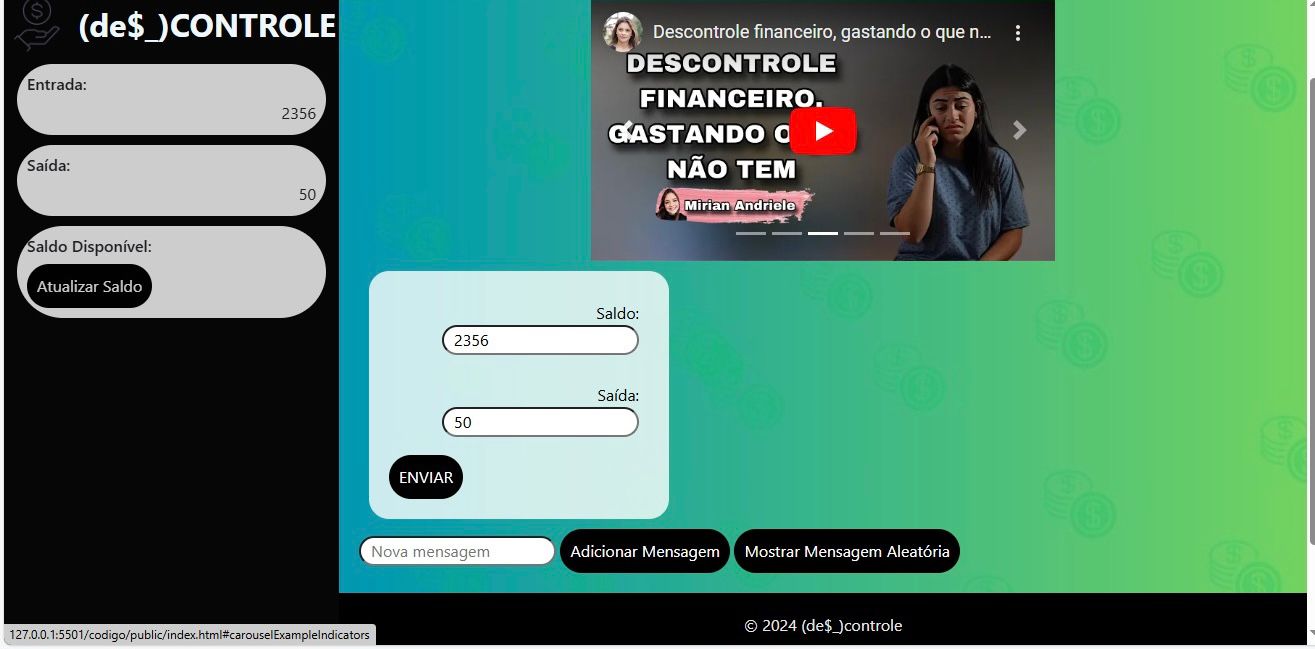 (de$_)CONTROLE
Entrada:
2356
Saída:
50
Saldo Disponível:
Atualizar Saldo
Descontrole financeiro, gastando o que n...
DESCONTROLE
FINANCEIRO,
GASTANDO O
NÃO TEM
Mirian Andriele
Saldo:
2356
Saída:
50
ENVIAR
Nova mensagem
Adicionar Mensagem
Mostrar Mensagem Aleatória
© 2024 (de$_)controle
127.0.0.1:5501/codigo/public/index.html#carouselExampleIndicators